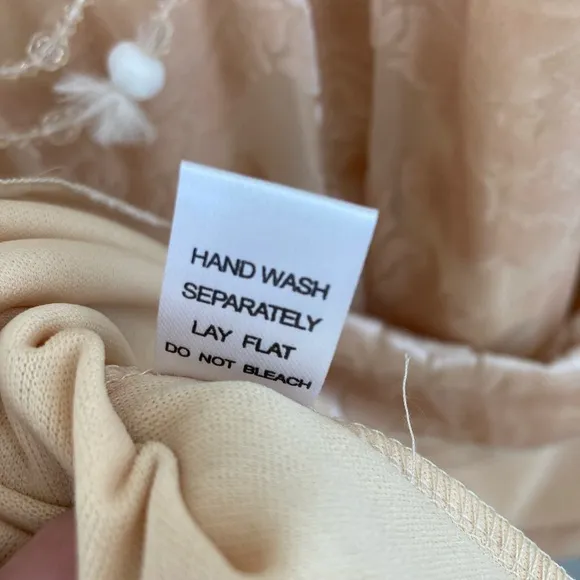 HAND WASH
SEPARATELY
LAY FLAT
DO NOT BLEACH